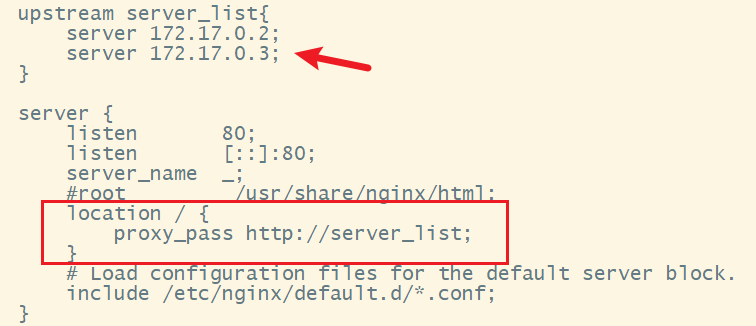 upstream server_list{
    server 172.17.0.2;
    server 172.17.0.3;
}
server {
    listen       80;
    listen       [::]:80;
    server_name  _;
    #root         /usr/share/nginx/html;
    location / {
        proxy_pass http://server_list;
    }
    # Load configuration files for the default server block.
    include /etc/nginx/default.d/*.conf;
}